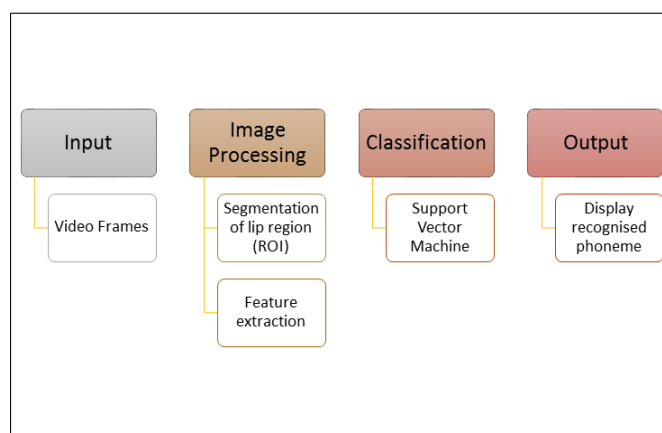 Input
Video Frames
Image
Processing
Segmentation
of lip region
(ROI)
Feature
extraction
Classification
Support
Vector
Machine
Output
Display
recognised
phoneme